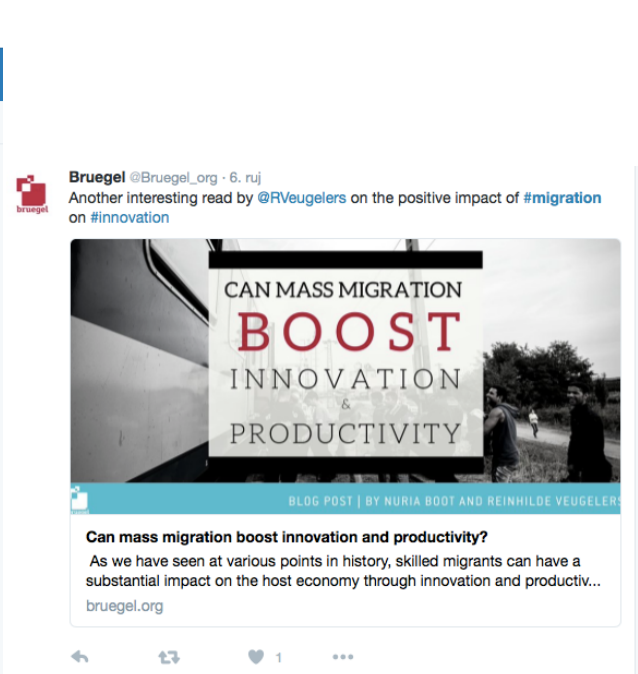 Bruegel @Bruegel_org · 6. ruj
Another interesting read by @RVeugelers on the positive impact of #migration
on #innovation
bruegel
CAN MASS MIGRATION
BOOST
INNOVATION
&
PRODUCTIVITY
BLOG POST | BY NURIA BOOT AND REINHILDE VEUGELERS
Can mass migration boost innovation and productivity?
As we have seen at various points in history, skilled migrants can have a
substantial impact on the host economy through innovation and productiv...
bruegel.org
1